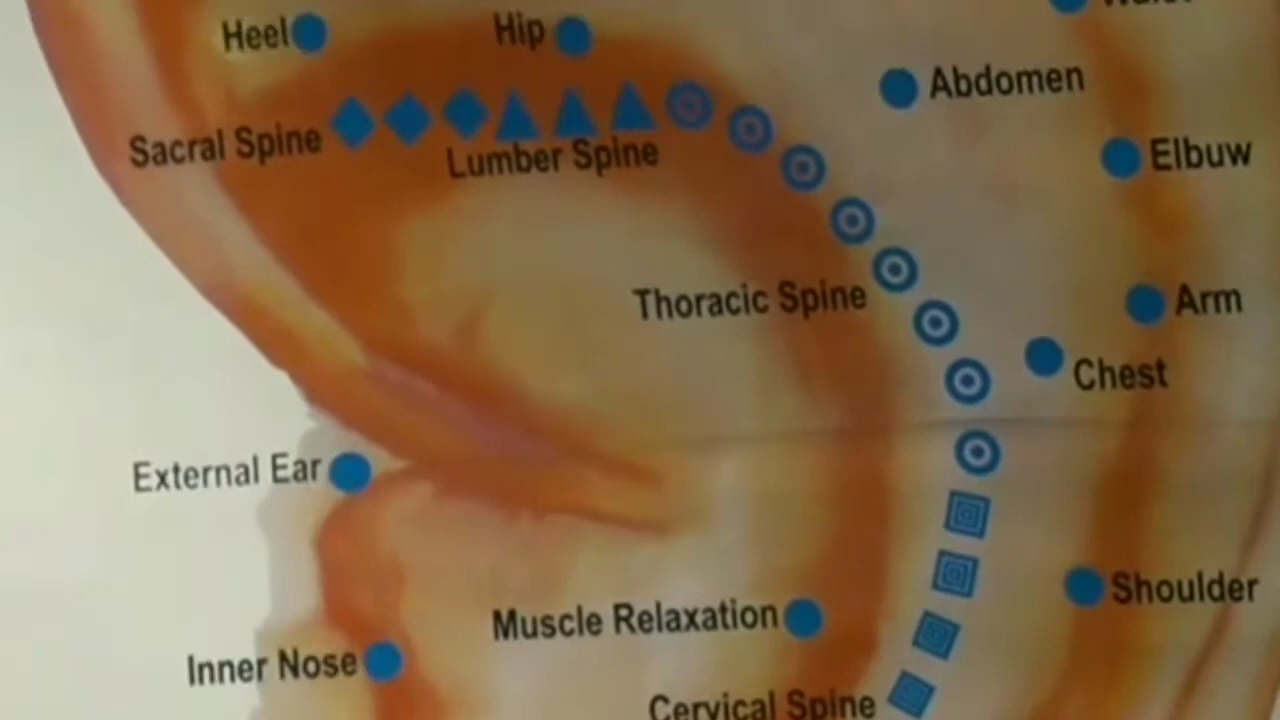 Heel
Hip
Abdomen
Sacral Spine
Lumber Spine
Elbuw
Thoracic Spine
Arm
Chest
External Ear
Shoulder
Muscle Relaxation
Inner Nose
Cervical Spine